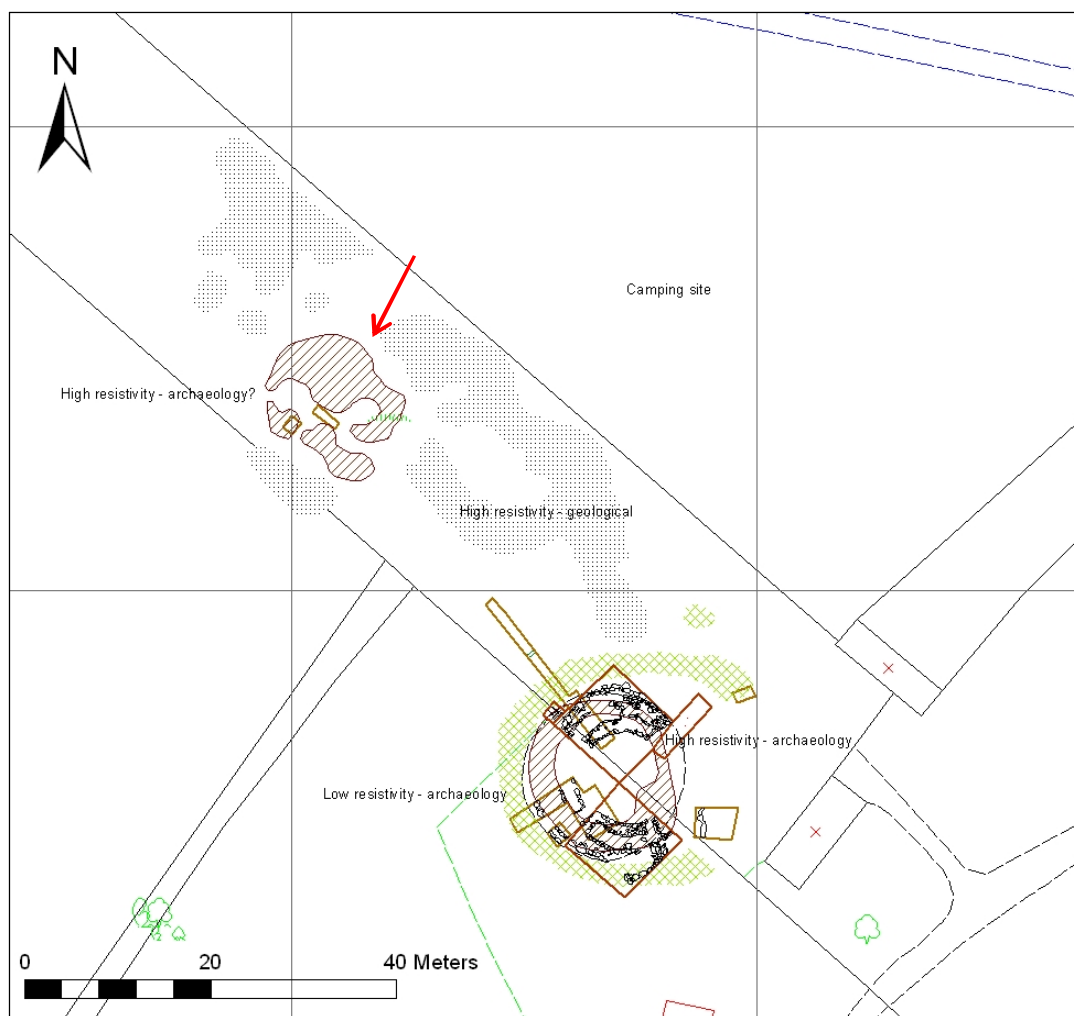 N
Camping site
High resistivity - archaeology?
High resistivity - geological
High resistivity - archaeology
Low resistivity - archaeology
0 20 40 Meters